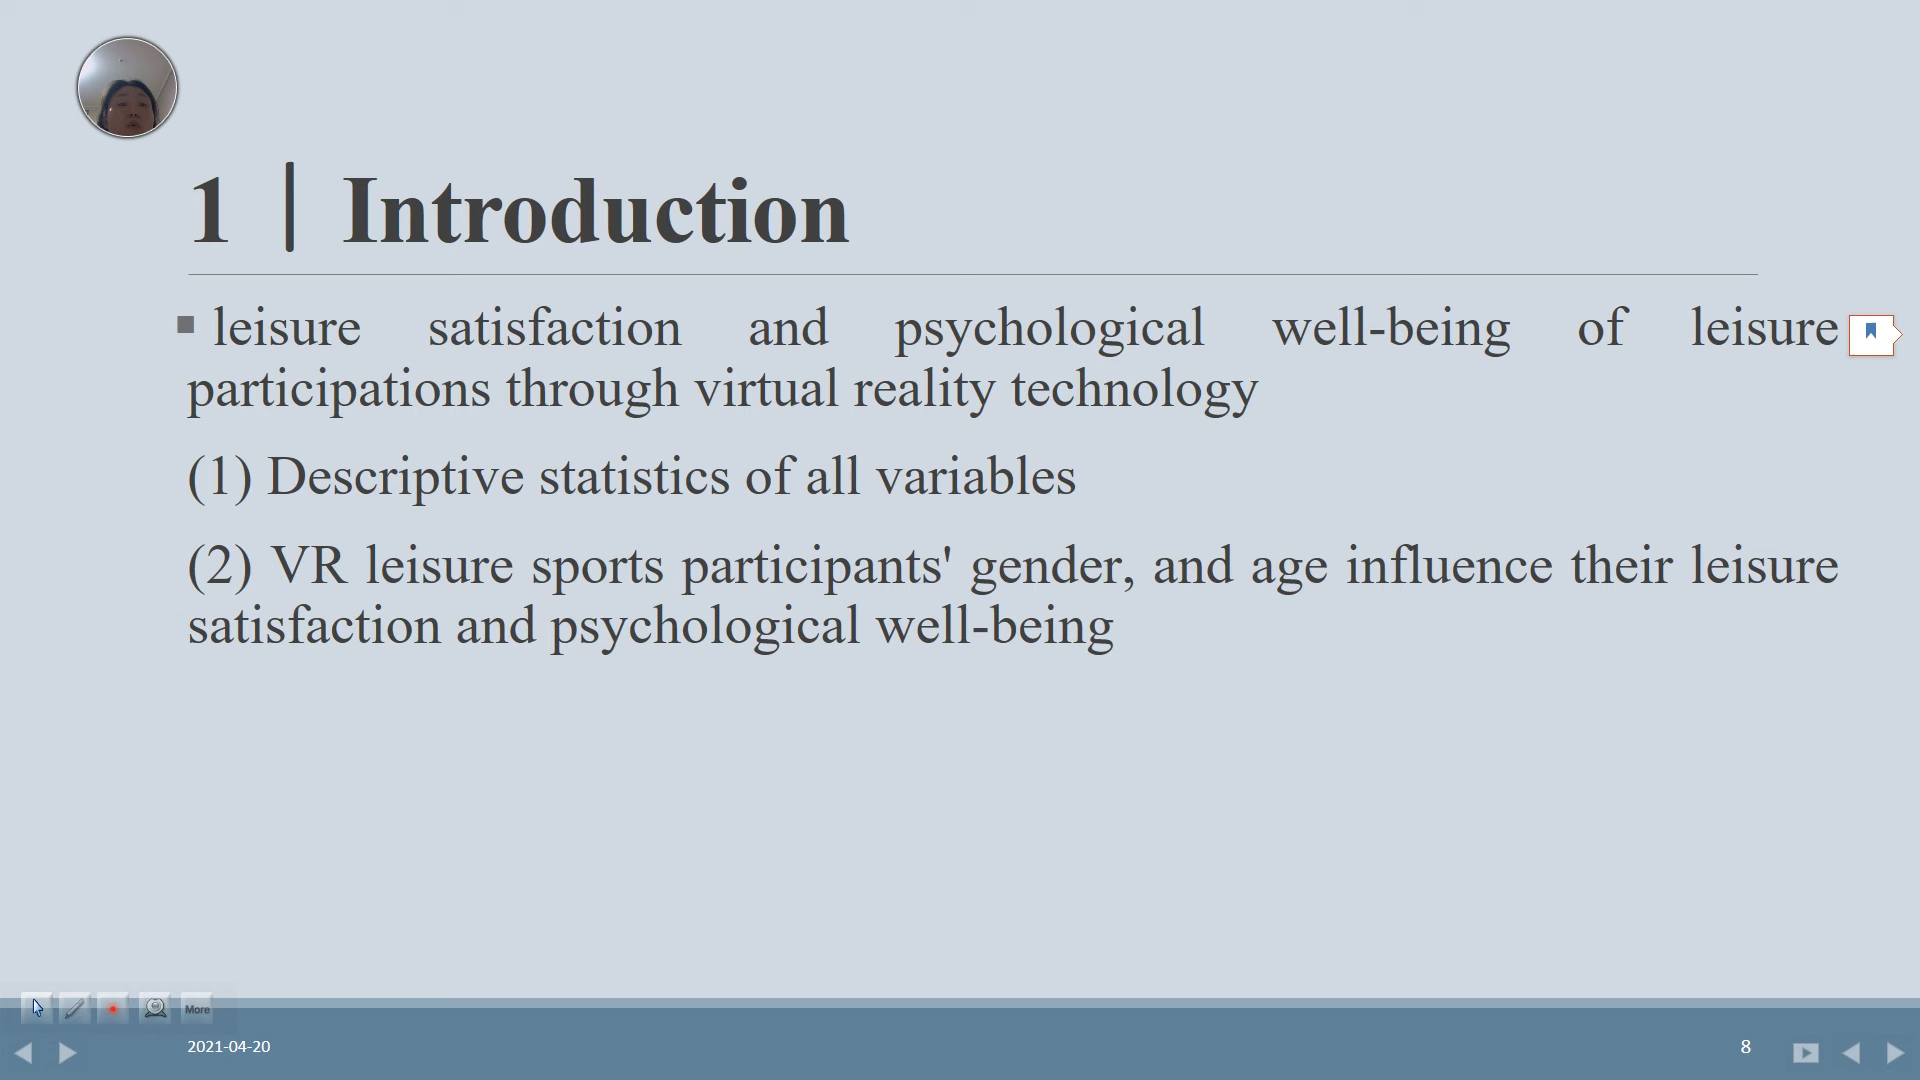 1 | Introduction
leisure satisfaction and psychological well-being of leisure
participations through virtual reality technology
(1) Descriptive statistics of all variables
(2) VR leisure sports participants' gender, and age influence their leisure
satisfaction and psychological well-being
More
2021-04-20
8